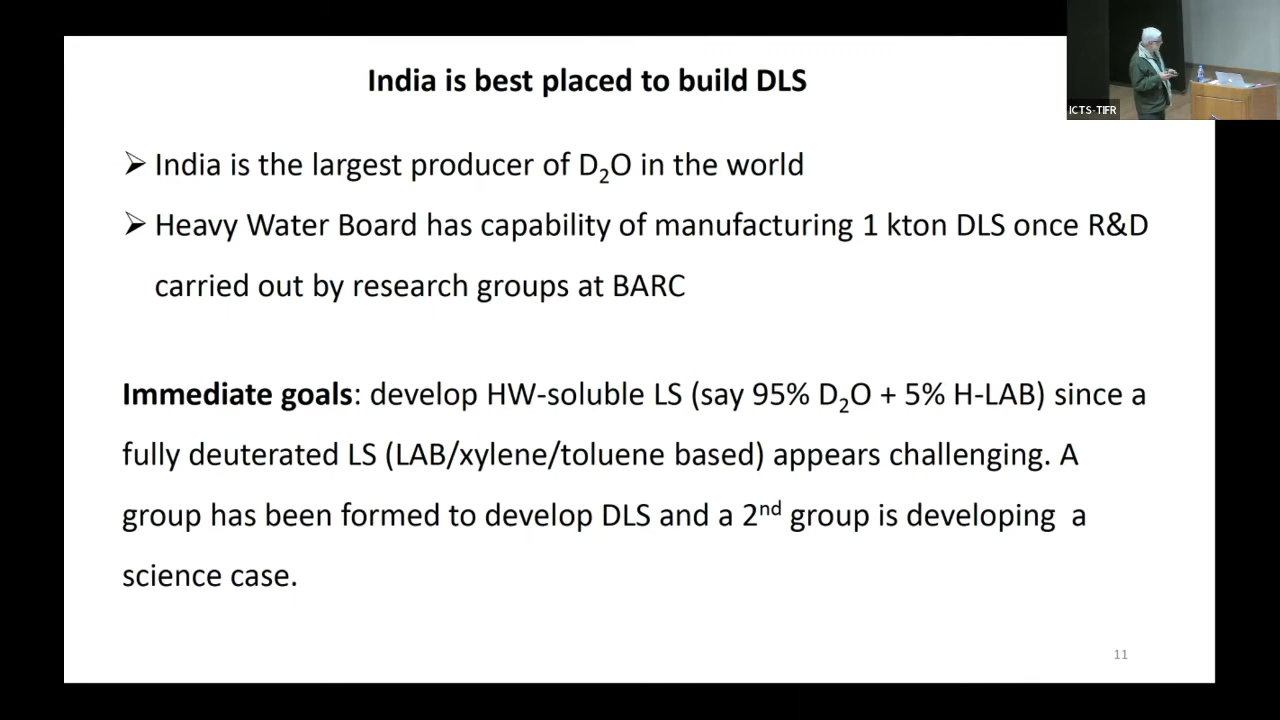 India is best placed to build DLS
ICTS-TIFR
➢ India is the largest producer of D₂O in the world
➢ Heavy Water Board has capability of manufacturing 1 kton DLS once R&D
carried out by research groups at BARC
Immediate goals: develop HW-soluble LS (say 95% D₂O + 5% H-LAB) since a
fully deuterated LS (LAB/xylene/toluene based) appears challenging. A
group has been formed to develop DLS and a 2ⁿᵈ group is developing a
science case.
11